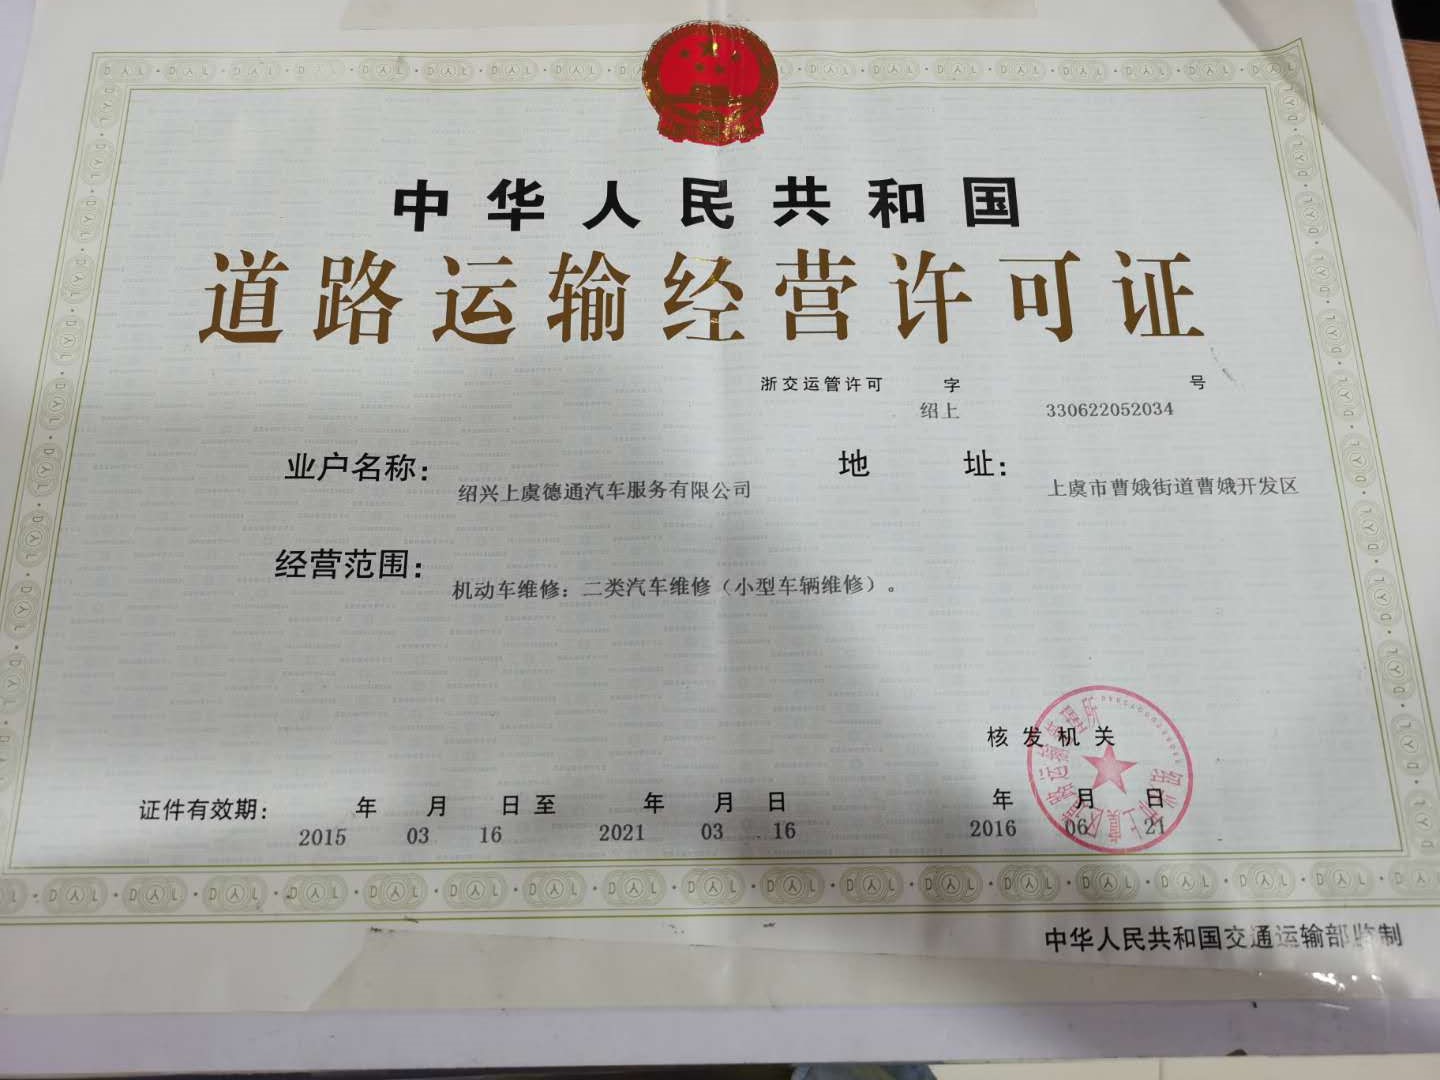 中华人民共和国
道路运输经营许可证
浙交运管许可 字 号
绍上 330622052034
业户名称： 地 址：
绍兴上虞德通汽车服务有限公司 上虞市曹娥街道曹娥开发区
经营范围：
机动车维修：二类汽车维修（小型车辆维修）。
核发机关
证件有效期： 年 月 日 至 年 月 日 年 月 日
2015 03 16 2021 03 16 2016 06 21
中华人民共和国交通运输部监制